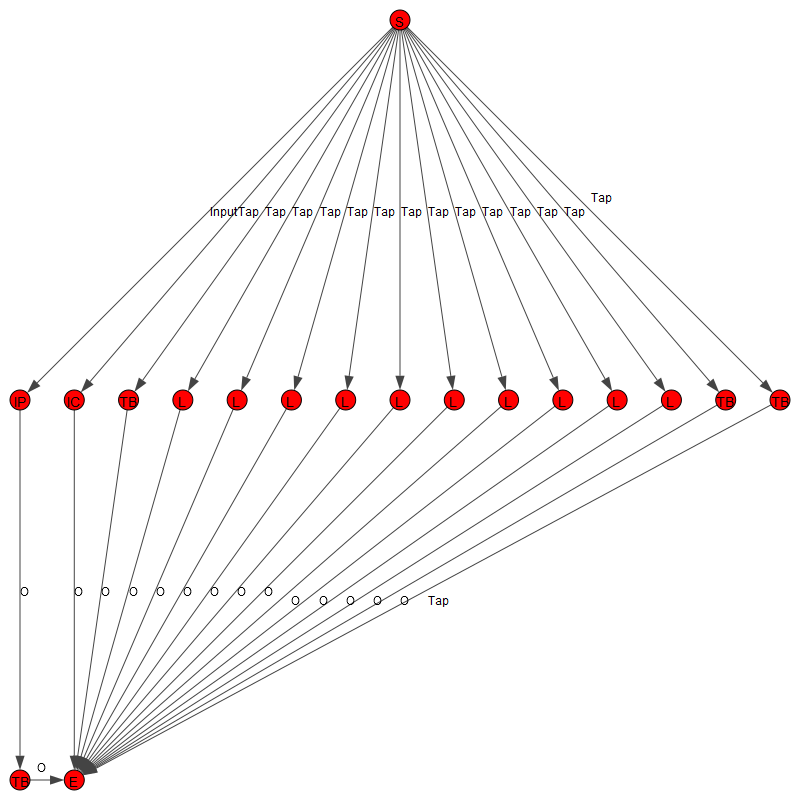 S
Tap
InputTap Tap Tap Tap Tap Tap Tap Tap Tap Tap Tap Tap Tap
IP IC TB L L L L L L L L L L TB TB
O O O O O O O O O
O O O O O Tap
O
TB E